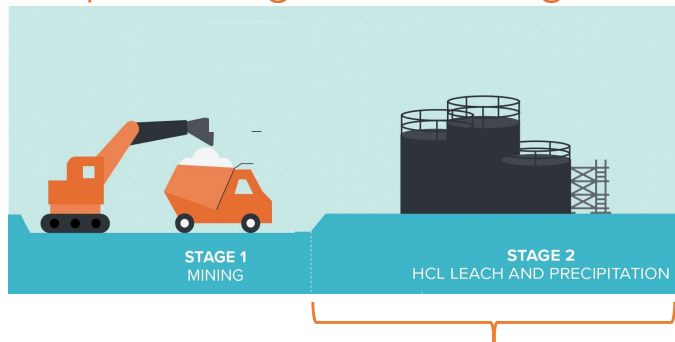 STAGE 1
MINING
STAGE 2
HCL LEACH AND PRECIPITATION